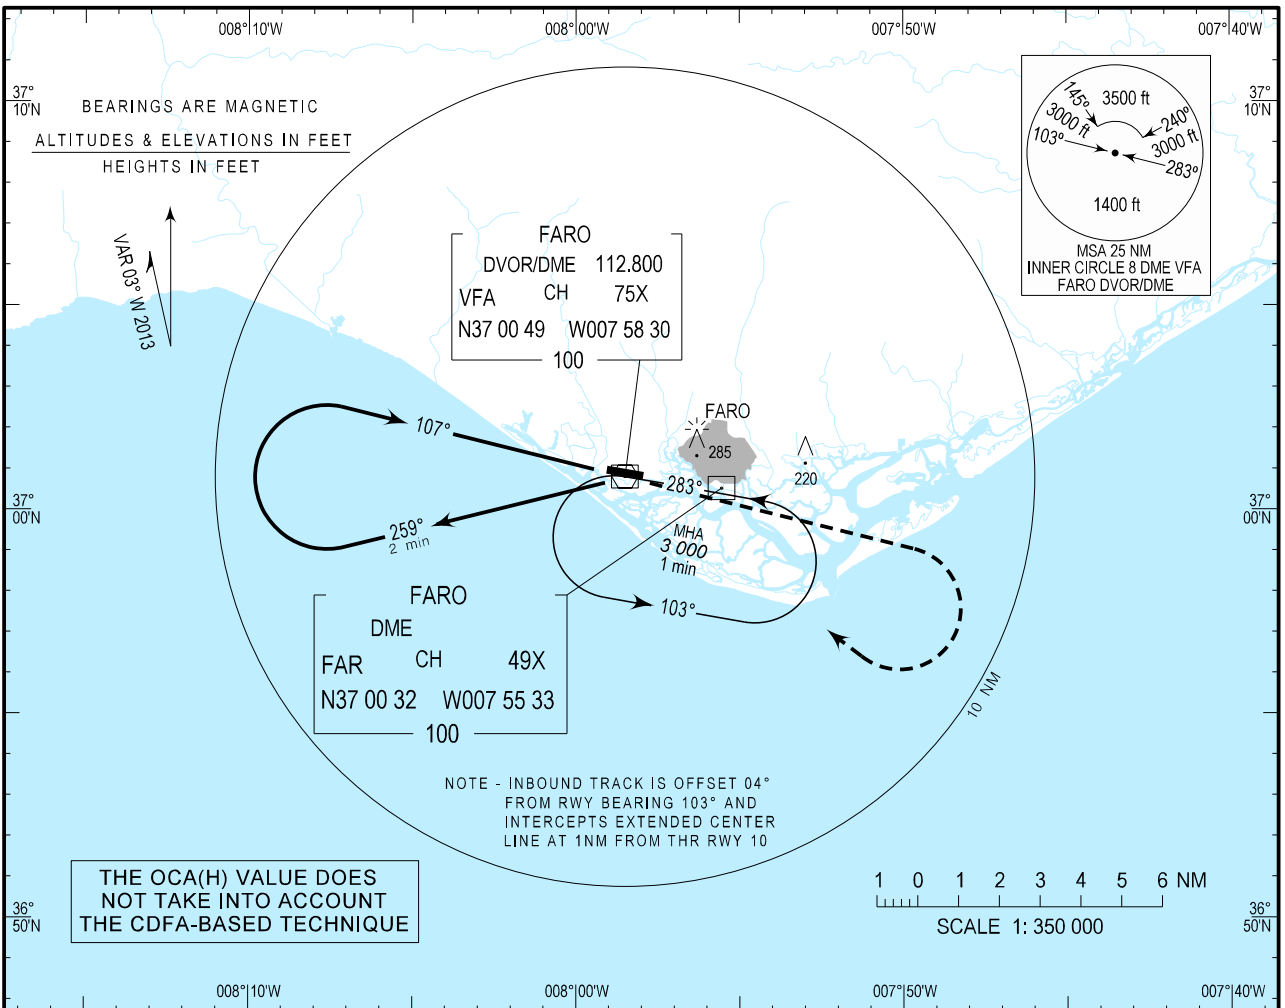 008°10'W
008°00'W
007°50'W
007°40'W
37°
10'N
37°
10'N
BEARINGS ARE MAGNETIC
ALTITUDES & ELEVATIONS IN FEET
HEIGHTS IN FEET
VAR 03° W 2013
145°
3500 ft
240°
3000 ft
3000 ft
103°
283°
1400 ft
MSA 25 NM
INNER CIRCLE 8 DME VFA
FARO DVOR/DME
FARO
DVOR/DME 112.800
VFA CH 75X
N37 00 49 W007 58 30
100
FARO
285
220
107°
283°
259°
2 min
MHA
3 000
1 min
103°
37°
00'N
37°
00'N
FARO
DME
FAR CH 49X
N37 00 32 W007 55 33
100
10 NM
NOTE - INBOUND TRACK IS OFFSET 04°
FROM RWY BEARING 103° AND
INTERCEPTS EXTENDED CENTER
LINE AT 1NM FROM THR RWY 10
THE OCA(H) VALUE DOES
NOT TAKE INTO ACCOUNT
THE CDFA-BASED TECHNIQUE
1 0 1 2 3 4 5 6 NM
SCALE 1: 350 000
36°
50'N
36°
50'N
008°10'W
008°00'W
007°50'W
007°40'W